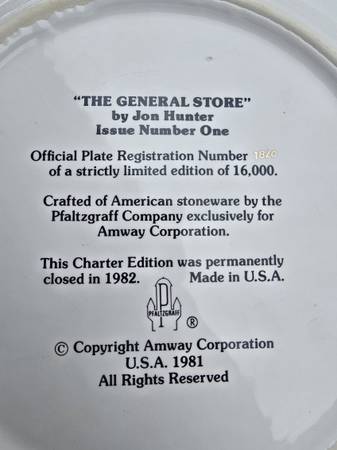 "THE GENERAL STORE"
by Jon Hunter
Issue Number One
Official Plate Registration Number
of a strictly limited edition of 16,000.
Crafted of American stoneware by the
Pfaltzgraff Company exclusively for
Amway Corporation.
This Charter Edition was permanently
closed in 1982. Made in U.S.A.
P
PFALTZGRAFF
®
© Copyright Amway Corporation
U.S.A. 1981
All Rights Reserved